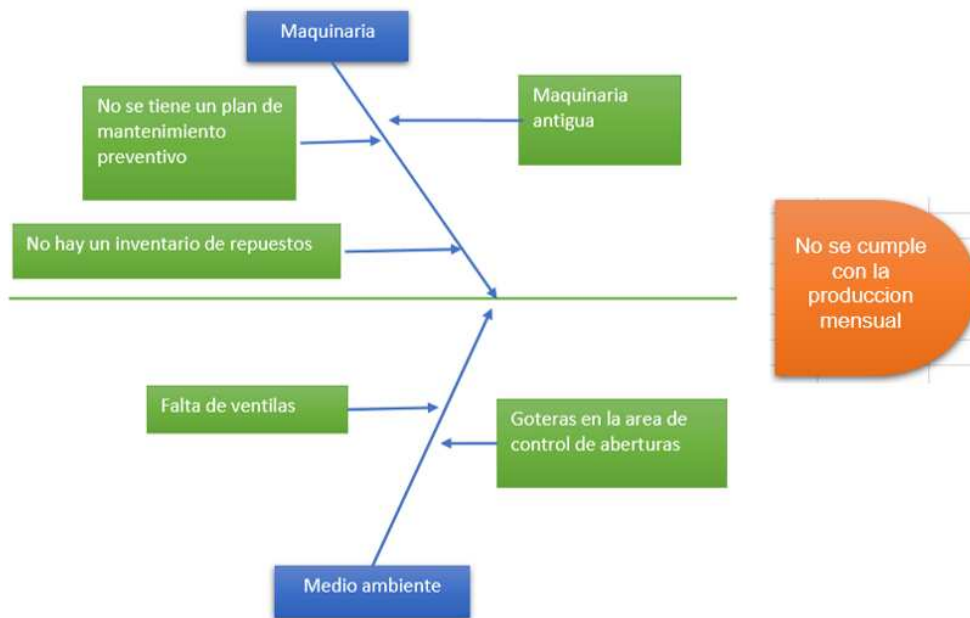 Maquinaria
No se tiene un plan de
mantenimiento
preventivo
Maquinaria
antigua
No hay un inventario de repuestos
No se cumple
con la
produccion
mensual
Falta de ventilas
Goteras en la area de
control de aberturas
Medio ambiente